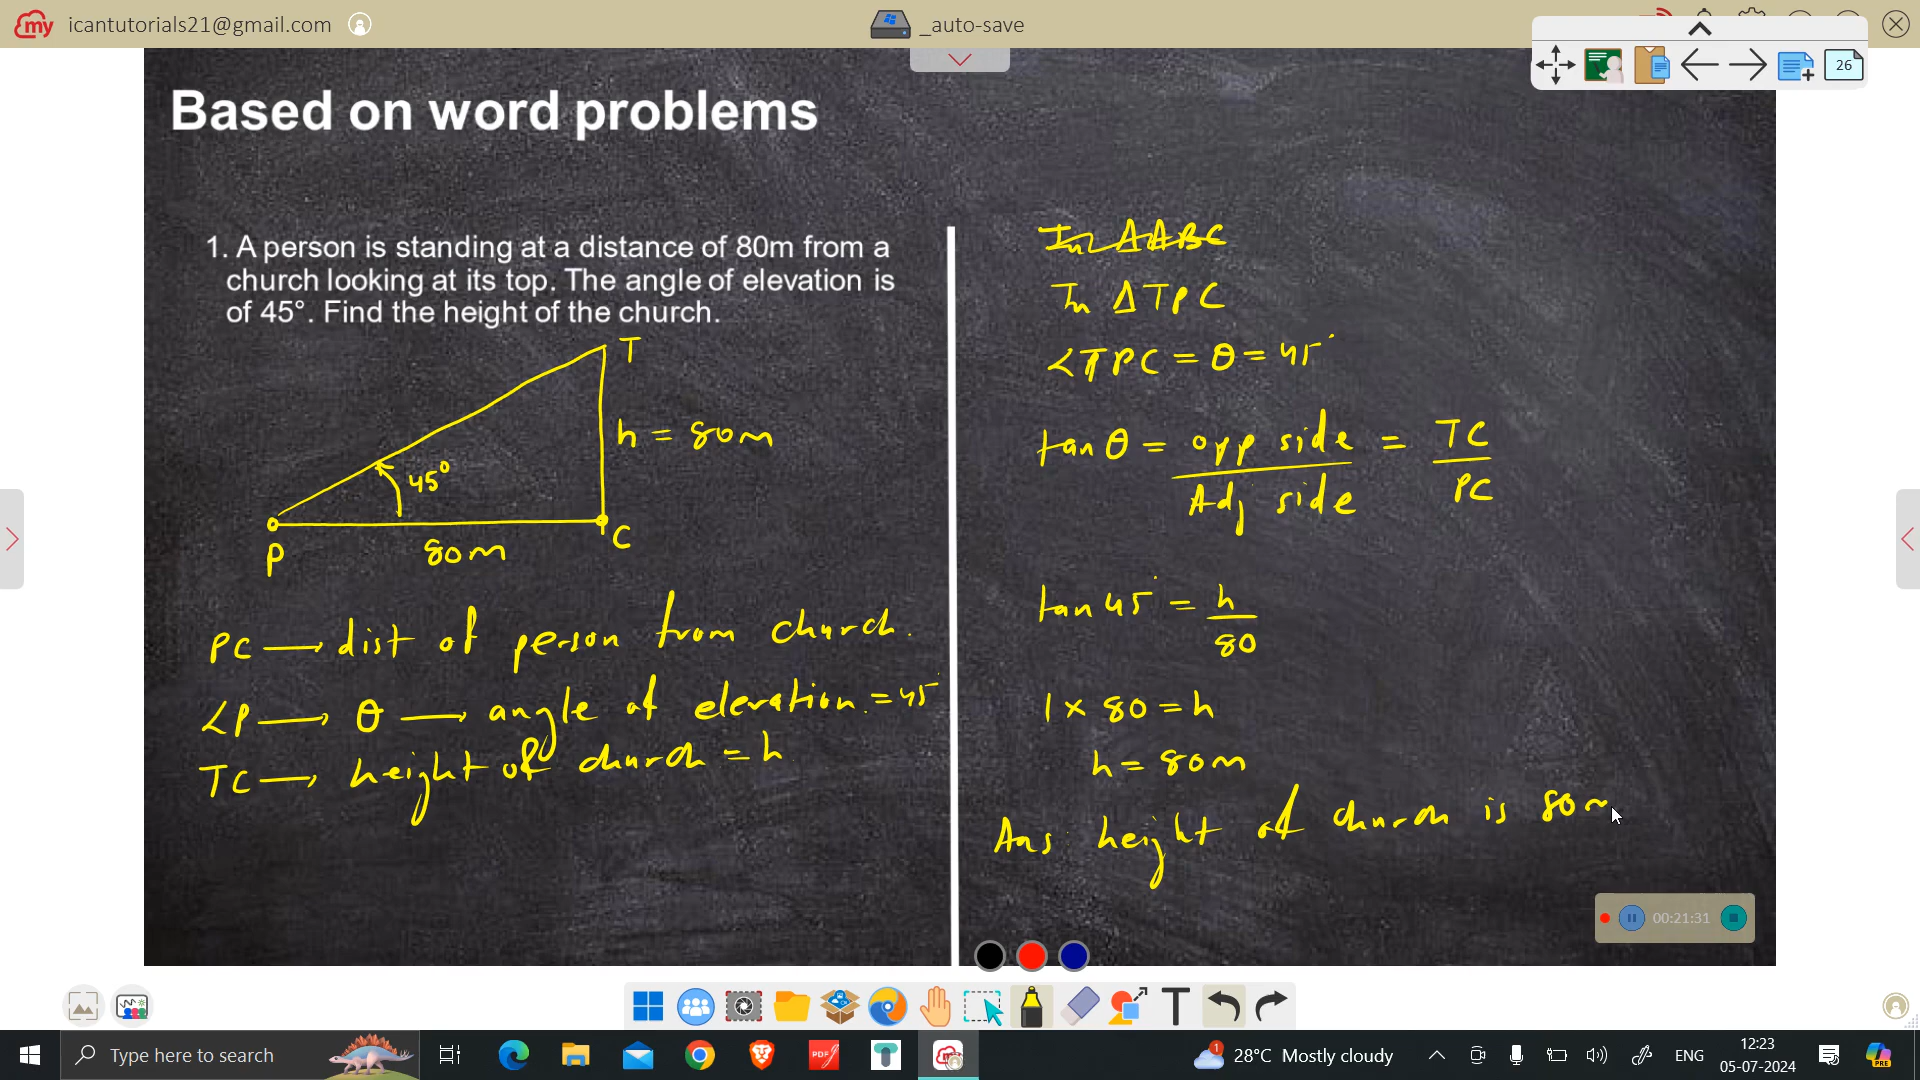 my icantutorials21@gmail.com
_auto-save
26
Based on word problems
1. A person is standing at a distance of 80m from a
church looking at its top. The angle of elevation is
of 45°. Find the height of the church.
T
h = 80m
45°
P
80m
C
PC → dist of person from church.
∠P → θ → angle of elevation = 45°
TC → height of church = h
In ΔABC
In ΔTPC
∠TPC = θ = 45°
tan θ = opp side / Adj side = TC / PC
tan 45° = h / 80
1 × 80 = h
h = 80m
Ans: height of church is 80m
00:21:31
T
Type here to search
PDF
1
28°C Mostly cloudy
ENG
12:23
05-07-2024
PRE